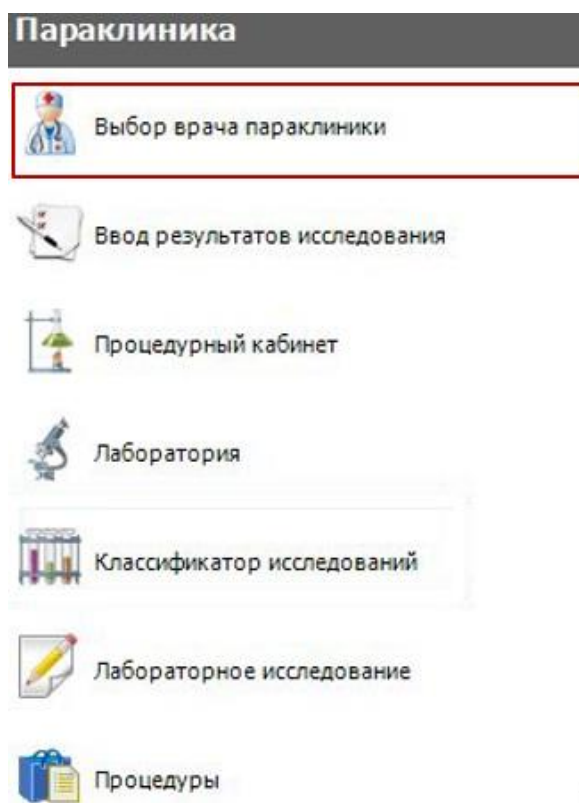 Параклиника
Выбор врача параклиники
Ввод результатов исследования
Процедурный кабинет
Лаборатория
Классификатор исследований
Лабораторное исследование
Процедуры